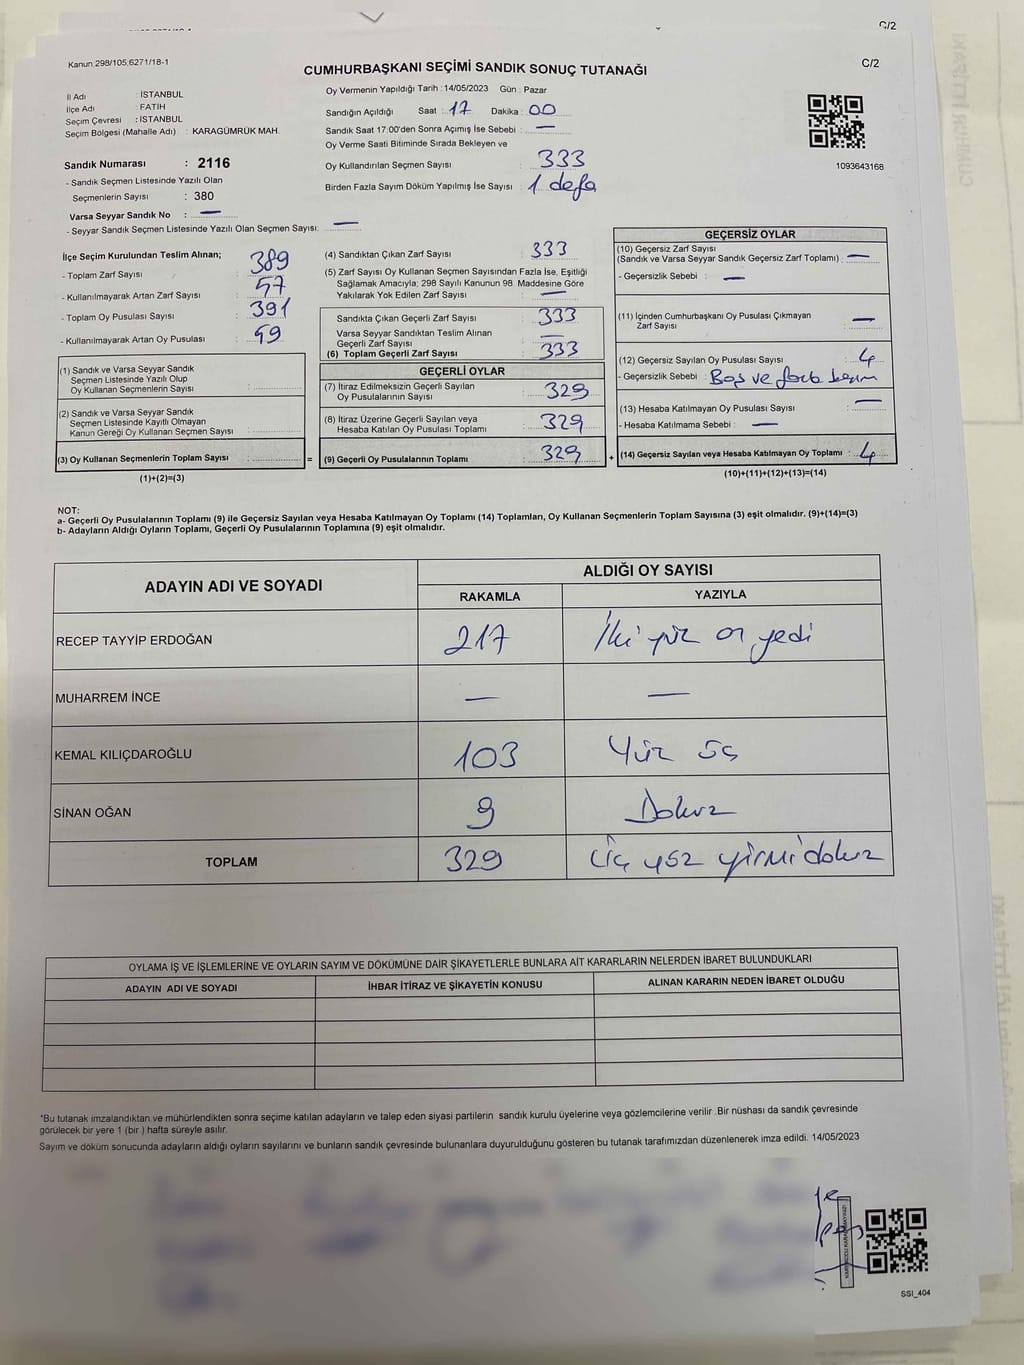 C/2
Kanun 298/105,6271/18-1
C/2
CUMHURBAŞKANI SEÇİMİ SANDIK SONUÇ TUTANAĞI
İl Adı : İSTANBUL
İlçe Adı : FATİH
Seçim Çevresi : İSTANBUL
Seçim Bölgesi (Mahalle Adı) : KARAGÜMRÜK MAH.
Sandık Numarası : 2116
- Sandık Seçmen Listesinde Yazılı Olan
Seçmenlerin Sayısı : 380
Varsa Seyyar Sandık No : —
- Seyyar Sandık Seçmen Listesinde Yazılı Olan Seçmen Sayısı: —
Oy Vermenin Yapıldığı Tarih : 14/05/2023 Gün : Pazar
Sandığın Açıldığı Saat : 17 Dakika : 00
Sandık Saat 17:00'den Sonra Açımış İse Sebebi : —
Oy Verme Saati Bitiminde Sırada Bekleyen ve
Oy Kullandırılan Seçmen Sayısı : 333
Birden Fazla Sayım Döküm Yapılmış İse Sayısı : 1 defa
1093643168
İlçe Seçim Kurulundan Teslim Alınan;
- Toplam Zarf Sayısı : 389
- Kullanılmayarak Artan Zarf Sayısı : 57
- Toplam Oy Pusulası Sayısı : 391
- Kullanılmayarak Artan Oy Pusulası : 59
(1) Sandık ve Varsa Seyyar Sandık
Seçmen Listesinde Yazılı Olup
Oy Kullanan Seçmenlerin Sayısı :
(2) Sandık ve Varsa Seyyar Sandık
Seçmen Listesinde Kayıtlı Olmayan
Kanun Gereği Oy Kullanan Seçmen Sayısı :
(3) Oy Kullanan Seçmenlerin Toplam Sayısı : =
(1)+(2)=(3)
(4) Sandıktan Çıkan Zarf Sayısı : 333
(5) Zarf Sayısı Oy Kullanan Seçmen Sayısından Fazla İse, Eşitliği
Sağlamak Amacıyla; 298 Sayılı Kanunun 98. Maddesine Göre
Yakılarak Yok Edilen Zarf Sayısı : —
Sandıkta Çıkan Geçerli Zarf Sayısı : 333
Varsa Seyyar Sandıktan Teslim Alınan
Geçerli Zarf Sayısı : —
(6) Toplam Geçerli Zarf Sayısı : 333
GEÇERLİ OYLAR
(7) İtiraz Edilmeksizin Geçerli Sayılan
Oy Pusulalarının Sayısı : 329
(8) İtiraz Üzerine Geçerli Sayılan veya
Hesaba Katılan Oy Pusulası Toplamı : 329
(9) Geçerli Oy Pusulalarının Toplamı : 329 +
GEÇERSİZ OYLAR
(10) Geçersiz Zarf Sayısı
(Sandık ve Varsa Seyyar Sandık Geçersiz Zarf Toplamı) : —
- Geçersizlik Sebebi : —
(11) İçinden Cumhurbaşkanı Oy Pusulası Çıkmayan
Zarf Sayısı : —
(12) Geçersiz Sayılan Oy Pusulası Sayısı : 4
- Geçersizlik Sebebi : Boş ve fazla
(13) Hesaba Katılmayan Oy Pusulası Sayısı : —
- Hesaba Katılmama Sebebi : —
(14) Geçersiz Sayılan veya Hesaba Katılmayan Oy Toplamı : 4
(10)+(11)+(12)+(13)=(14)
NOT:
a- Geçerli Oy Pusulalarının Toplamı (9) ile Geçersiz Sayılan veya Hesaba Katılmayan Oy Toplamı (14) Toplamları, Oy Kullanan Seçmenlerin Toplam Sayısına (3) eşit olmalıdır. (9)+(14)=(3)
b- Adayların Aldığı Oyların Toplamı, Geçerli Oy Pusulalarının Toplamına (9) eşit olmalıdır.
ADAYIN ADI VE SOYADI
ALDIĞI OY SAYISI
RAKAMLA YAZIYLA
RECEP TAYYİP ERDOĞAN 217 İki yüz on yedi
MUHARREM İNCE — —
KEMAL KILIÇDAROĞLU 103 Yüz üç
SİNAN OĞAN 9 Dokuz
TOPLAM 329 Üç yüz yirmi dokuz
OYLAMA İŞ VE İŞLEMLERİNE VE OYLARIN SAYIM VE DÖKÜMÜNE DAİR ŞİKAYETLERLE BUNLARA AİT KARARLARIN NELERDEN İBARET BULUNDUKLARI
ADAYIN ADI VE SOYADI İHBAR İTİRAZ VE ŞİKAYETİN KONUSU ALINAN KARARIN NEDEN İBARET OLDUĞU
*Bu tutanak imzalandıktan ve mühürlendikten sonra seçime katılan adayların ve talep eden siyasi partilerin sandık kurulu üyelerine veya gözlemcilerine verilir .Bir nüshası da sandık çevresinde
görülecek bir yere 1 (bir ) hafta süreyle asılır.
Sayım ve döküm sonucunda adayların aldığı oyların sayılarını ve bunların sandık çevresinde bulunanlara duyurulduğunu gösteren bu tutanak tarafımızdan düzenlenerek imza edildi. 14/05/2023
SSI_404